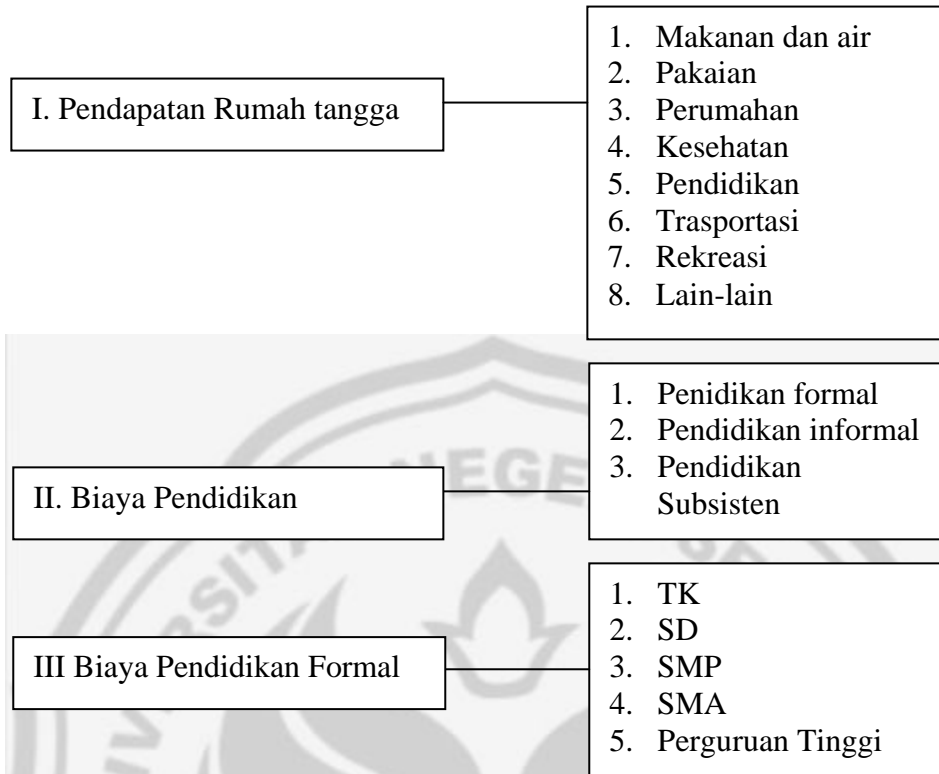 I. Pendapatan Rumah tangga
1. Makanan dan air
2. Pakaian
3. Perumahan
4. Kesehatan
5. Pendidikan
6. Trasportasi
7. Rekreasi
8. Lain-lain
II. Biaya Pendidikan
1. Penidikan formal
2. Pendidikan informal
3. Pendidikan
Subsisten
III Biaya Pendidikan Formal
1. TK
2. SD
3. SMP
4. SMA
5. Perguruan Tinggi